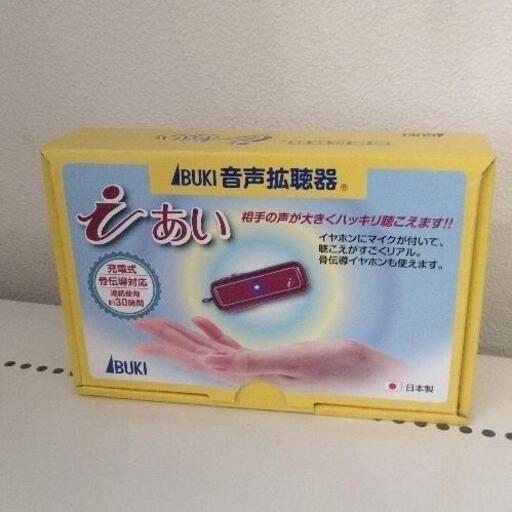 IBUKI
IBUKI 音声拡聴器®
i あい
相手の声が大きくハッキリ聴こえます!!
イヤホンにマイクが付いて、
聴こえがすごくリアル。
骨伝導イヤホンも使えます。
充電式
骨伝導対応
連続使用
約30時間
i
IBUKI
日本製